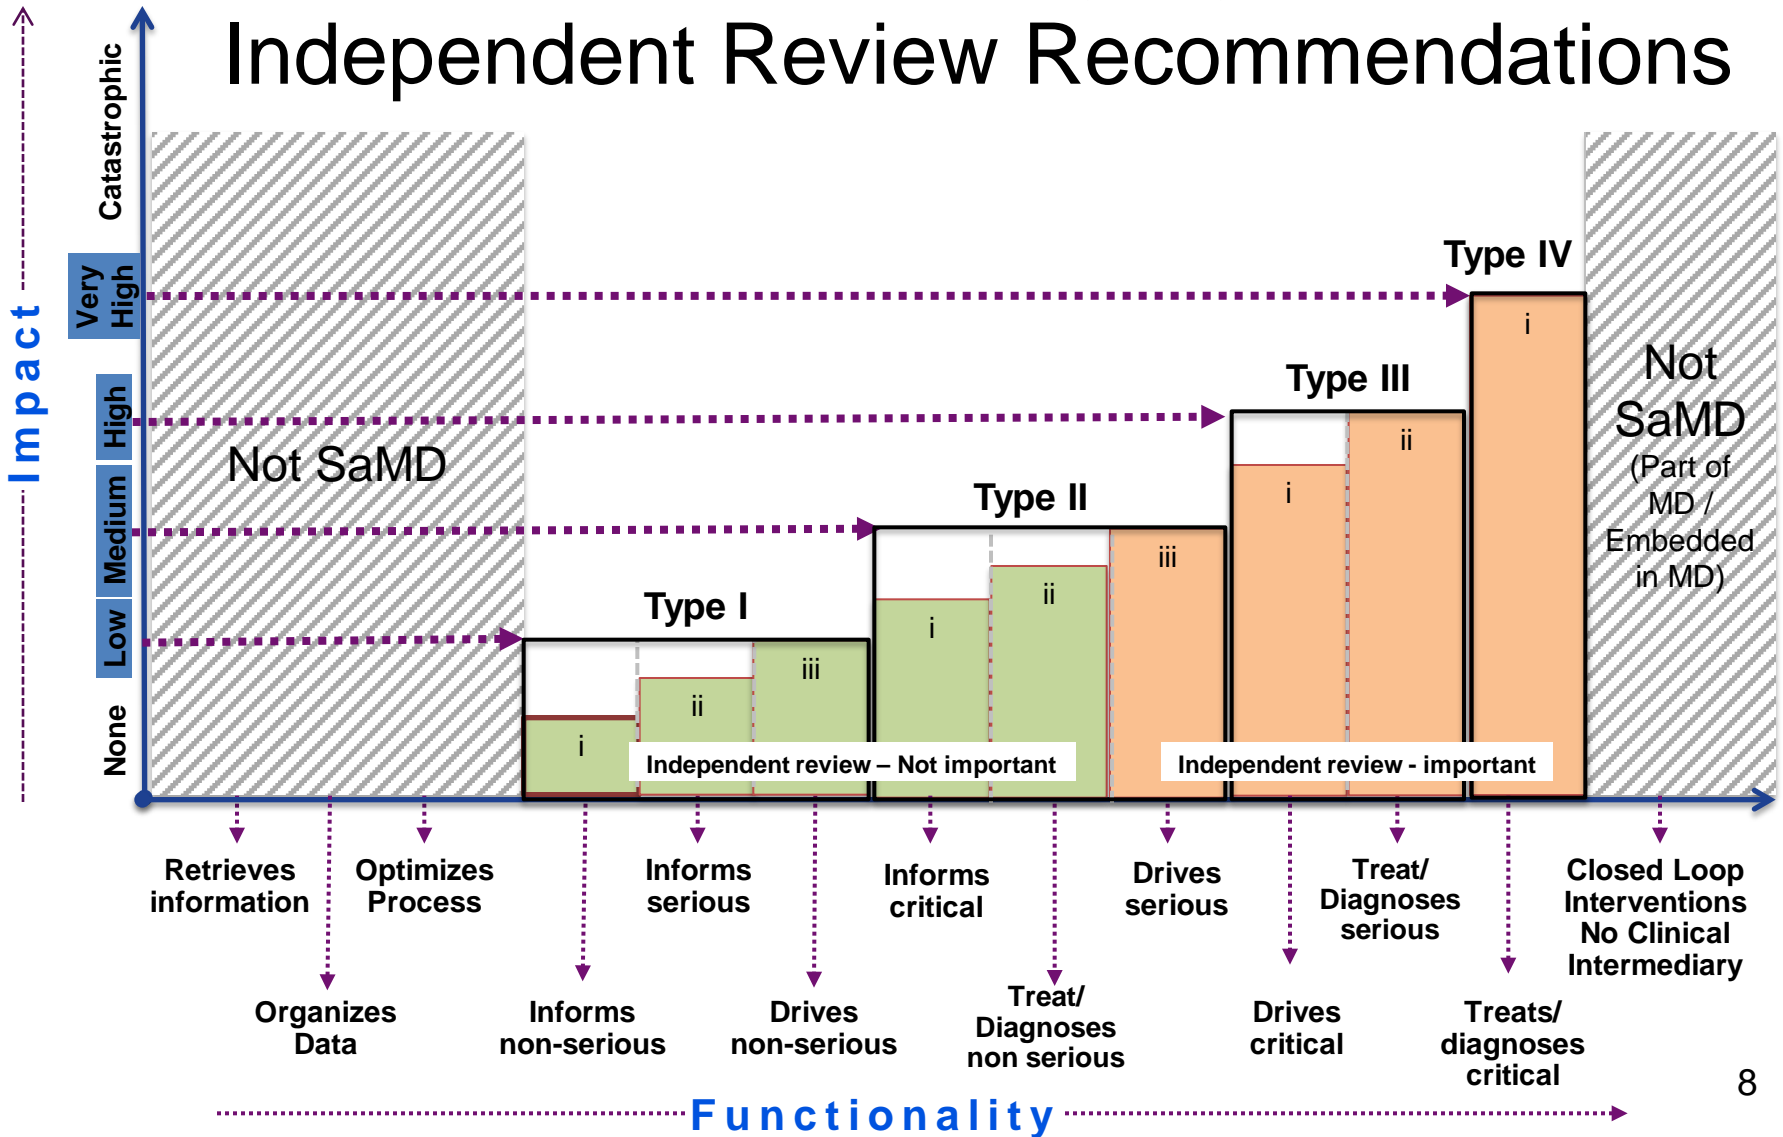 Independent Review Recommendations
Impact
Catastrophic
Very
High
High
Medium
Low
None
Not SaMD
Type I
i
ii
iii
Type II
i
ii
iii
Type III
i
ii
Type IV
i
Not
SaMD
(Part of
MD /
Embedded
in MD)
Independent review – Not important
Independent review - important
Retrieves
information
Optimizes
Process
Informs
serious
Informs
critical
Drives
serious
Treat/
Diagnoses
serious
Closed Loop
Interventions
No Clinical
Intermediary
Organizes
Data
Informs
non-serious
Drives
non-serious
Treat/
Diagnoses
non serious
Drives
critical
Treats/
diagnoses
critical
Functionality
8